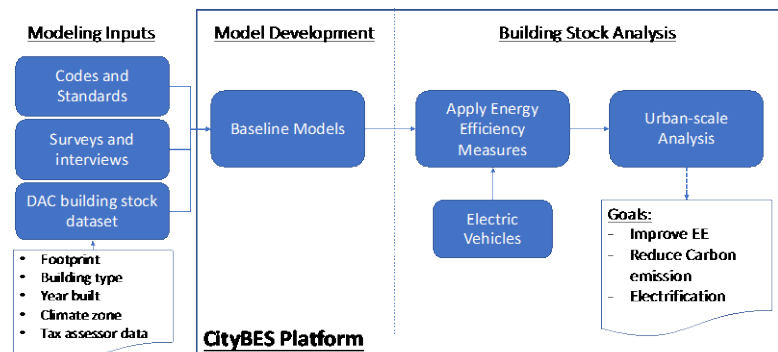 Modeling Inputs
Codes and
Standards
Surveys and
interviews
DAC building stock
dataset
• Footprint
• Building type
• Year built
• Climate zone
• Tax assessor data
Model Development
Baseline Models
CityBES Platform
Building Stock Analysis
Apply Energy
Efficiency
Measures
Electric
Vehicles
Urban-scale
Analysis
Goals:
- Improve EE
- Reduce Carbon
emission
- Electrification